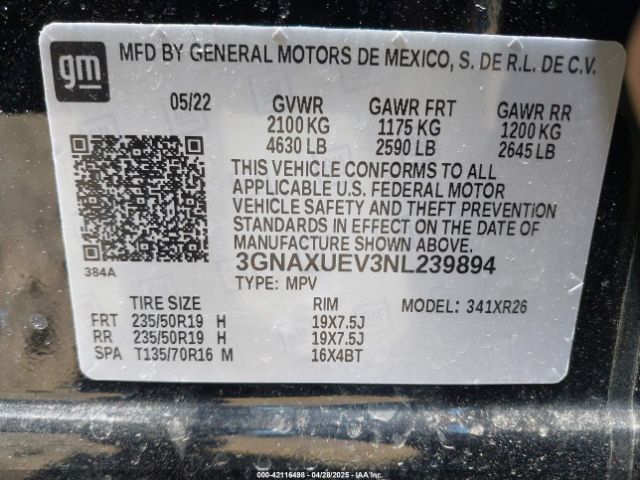 gm
MFD BY GENERAL MOTORS DE MEXICO, S. DE R.L. DE C.V.
05/22 GVWR GAWR FRT GAWR RR
2100 KG 1175 KG 1200 KG
4630 LB 2590 LB 2645 LB
THIS VEHICLE CONFORMS TO ALL
APPLICABLE U.S. FEDERAL MOTOR
VEHICLE SAFETY AND THEFT PREVENTION
STANDARDS IN EFFECT ON THE DATE OF
MANUFACTURE SHOWN ABOVE.
384A
3GNAXUEV3NL239894
TYPE: MPV
TIRE SIZE RIM MODEL: 341XR26
FRT 235/50R19 H 19X7.5J
RR 235/50R19 H 19X7.5J
SPA T135/70R16 M 16X4BT
000-42116498 - 04/28/2025 - IAAI.COM